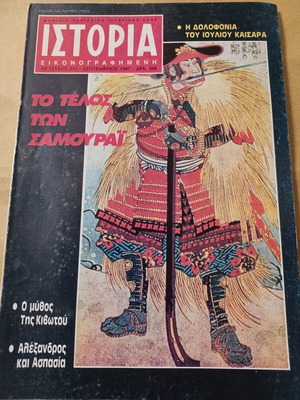 ΙΣΤΟΡΙΑ
ΕΙΚΟΝΟΓΡΑΦΗΜΕΝΗ
• Η ΔΟΛΟΦΟΝΙΑ
ΤΟΥ ΙΟΥΛΙΟΥ ΚΑΙΣΑΡΑ
ΤΟ ΤΕΛΟΣ
ΤΩΝ
ΣΑΜΟΥΡΑΪ
• Ο μύθος
της Κιβωτού
• Αλέξανδρος
και Ασπασία